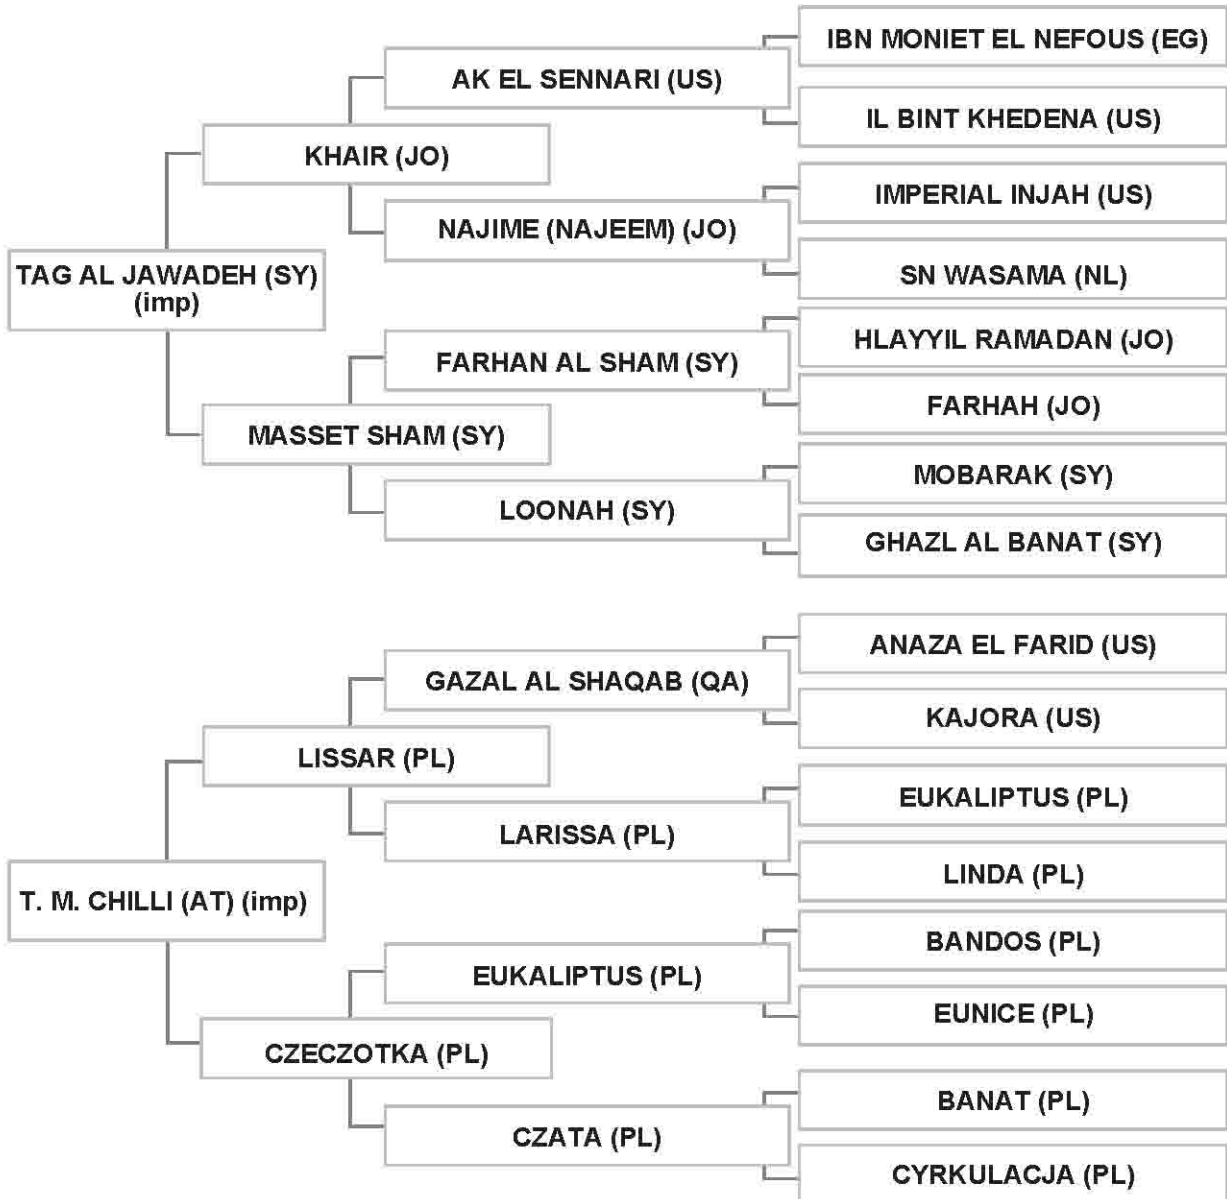 IBN MONIET EL NEFOUS (EG)
AK EL SENNARI (US)
IL BINT KHEDENA (US)
KHAIR (JO)
IMPERIAL INJAH (US)
NAJIME (NAJEEM) (JO)
SN WASAMA (NL)
TAG AL JAWADEH (SY)
(imp)
HLAYYIL RAMADAN (JO)
FARHAN AL SHAM (SY)
FARHAH (JO)
MASSET SHAM (SY)
MOBARAK (SY)
LOONAH (SY)
GHAZL AL BANAT (SY)
ANAZA EL FARID (US)
GAZAL AL SHAQAB (QA)
KAJORA (US)
LISSAR (PL)
EUKALIPTUS (PL)
LARISSA (PL)
LINDA (PL)
T. M. CHILLI (AT) (imp)
BANDOS (PL)
EUKALIPTUS (PL)
EUNICE (PL)
CZECZOTKA (PL)
BANAT (PL)
CZATA (PL)
CYRKULACJA (PL)